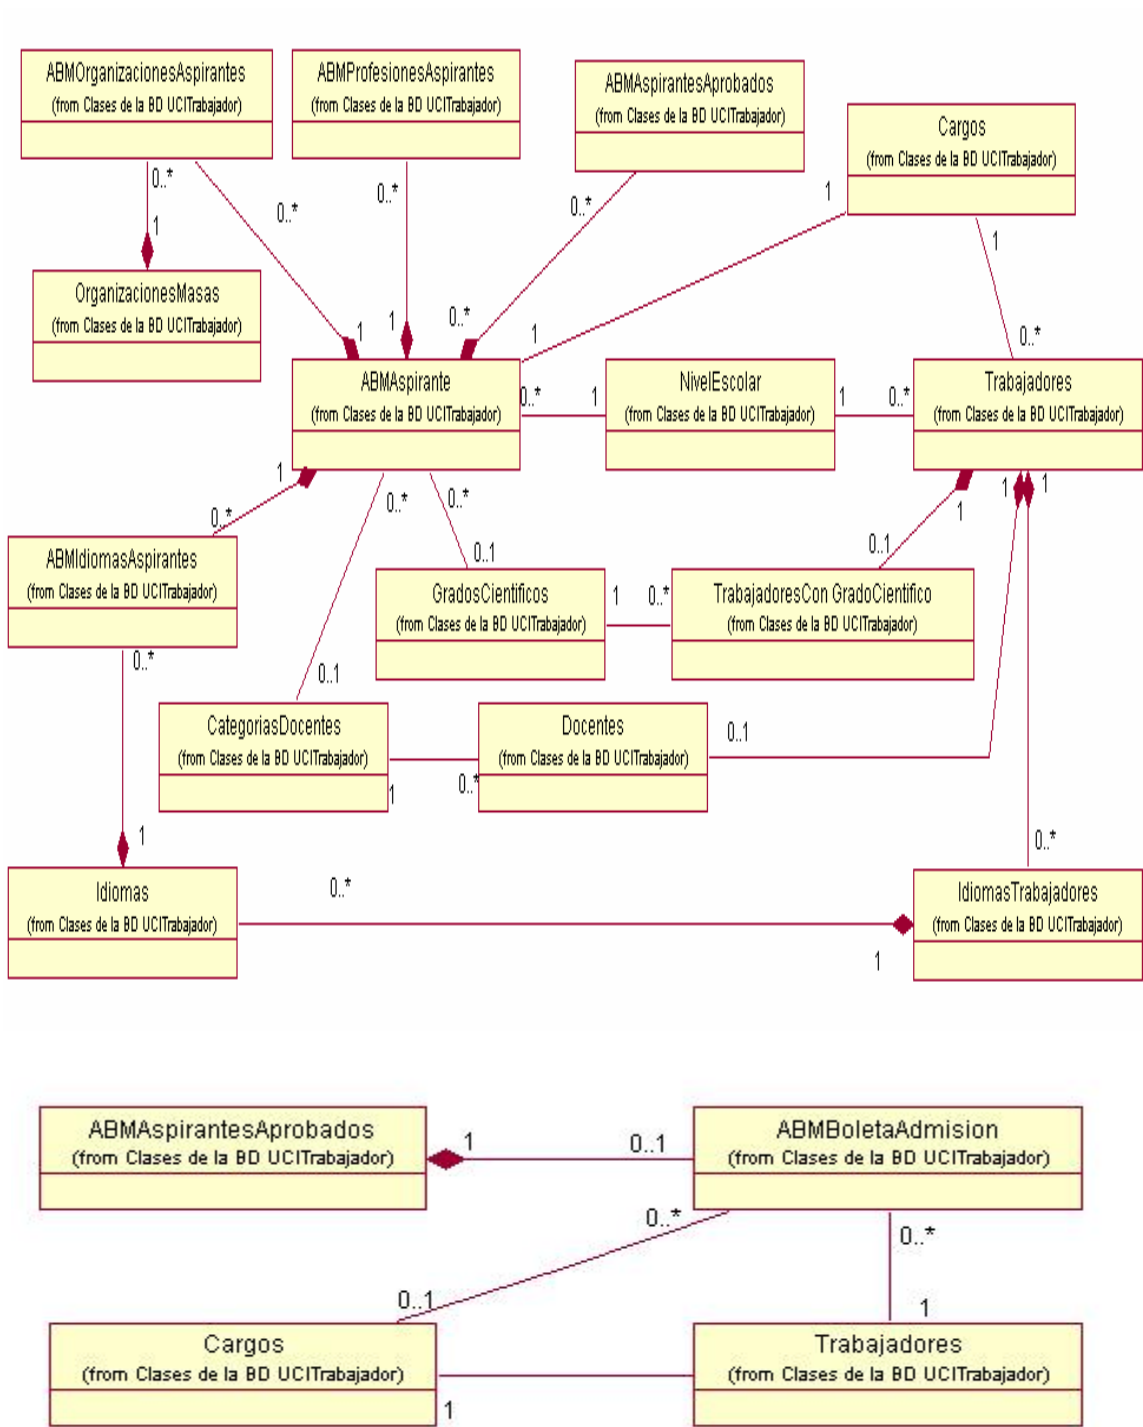 ABMOrganizacionesAspirantes
(from Clases de la BD UCITrabajador)
ABMProfesionesAspirantes
(from Clases de la BD UCITrabajador)
ABMAspirantesAprobados
(from Clases de la BD UCITrabajador)
Cargos
(from Clases de la BD UCITrabajador)
0..*
0..*
0..*
0..*
1
1
1
OrganizacionesMasas
(from Clases de la BD UCITrabajador)
1
1
0..*
1
0..*
ABMAspirante
(from Clases de la BD UCITrabajador)
0..*
1
NivelEscolar
(from Clases de la BD UCITrabajador)
1
0..*
Trabajadores
(from Clases de la BD UCITrabajador)
1
0..*
0..*
0..*
1
1
1
0..1
0..1
ABMIdiomasAspirantes
(from Clases de la BD UCITrabajador)
GradosCientificos
(from Clases de la BD UCITrabajador)
1
0..*
TrabajadoresCon GradoCientifico
(from Clases de la BD UCITrabajador)
0..*
0..1
CategoriasDocentes
(from Clases de la BD UCITrabajador)
1
0..*
Docentes
(from Clases de la BD UCITrabajador)
0..1
1
0..*
Idiomas
(from Clases de la BD UCITrabajador)
0..*
1
IdiomasTrabajadores
(from Clases de la BD UCITrabajador)
ABMAspirantesAprobados
(from Clases de la BD UCITrabajador)
1
0..1
ABMBoletaAdmision
(from Clases de la BD UCITrabajador)
0..*
0..*
0..1
1
Cargos
(from Clases de la BD UCITrabajador)
1
Trabajadores
(from Clases de la BD UCITrabajador)